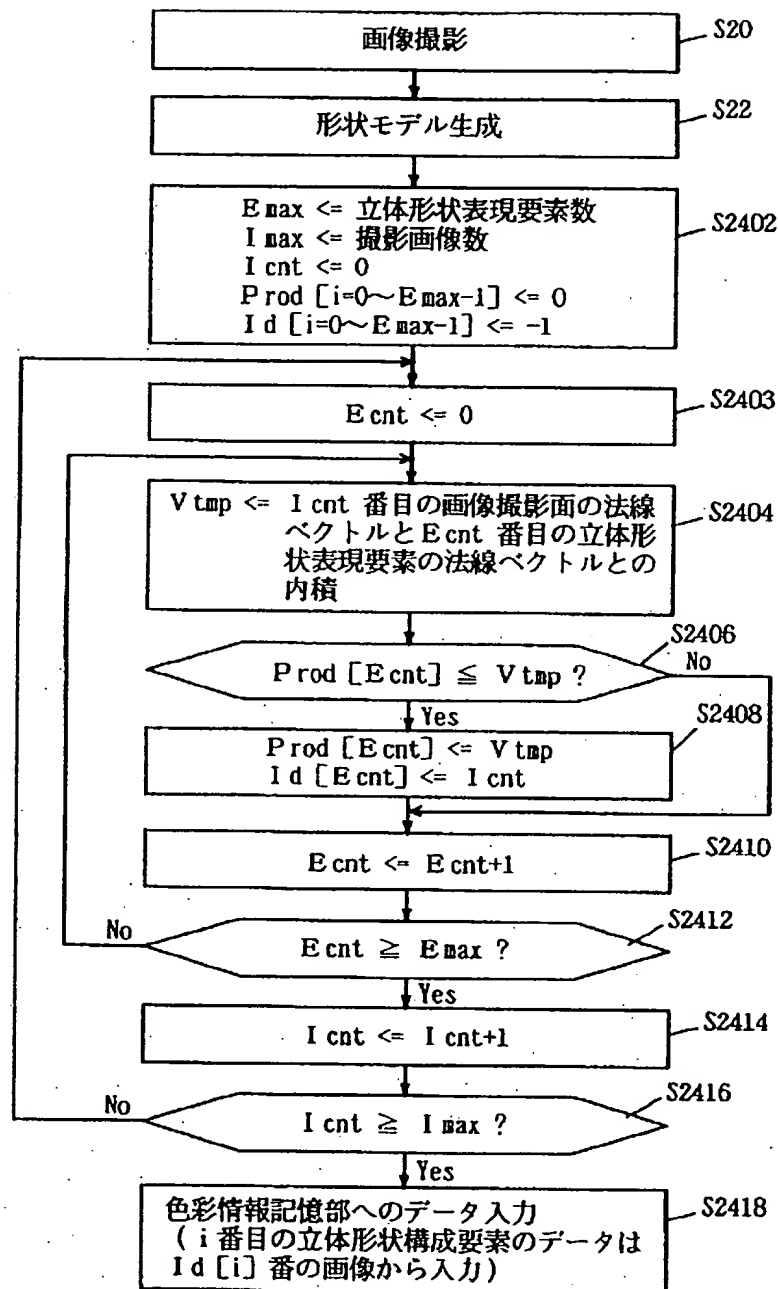 画像撮影
S20
形状モデル生成
S22
Emax <= 立体形状表現要素数
Imax <= 撮影画像数
Icnt <= 0
Prod [i=0～Emax-1] <= 0
Id [i=0～Emax-1] <= -1
S2402
Ecnt <= 0
S2403
Vtmp <= Icnt 番目の画像撮影面の法線
ベクトルとEcnt 番目の立体形
状表現要素の法線ベクトルとの
内積
S2404
Prod [Ecnt] ≦ Vtmp ?
S2406
No
Yes
Prod [Ecnt] <= Vtmp
Id [Ecnt] <= Icnt
S2408
Ecnt <= Ecnt+1
S2410
Ecnt ≧ Emax ?
S2412
No
Yes
Icnt <= Icnt+1
S2414
Icnt ≧ Imax ?
S2416
No
Yes
色彩情報記憶部へのデータ入力
( i 番目の立体形状構成要素のデータは
Id [i] 番の画像から入力)
S2418